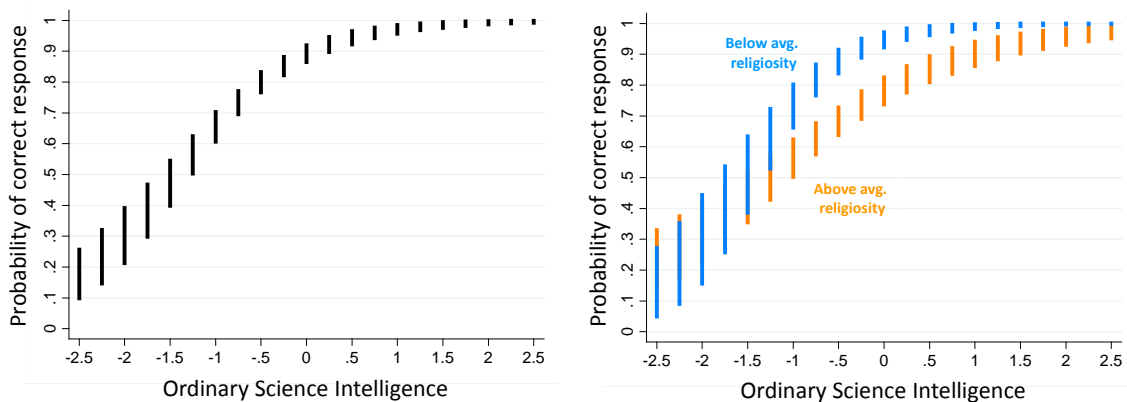 Probability of correct response
1
.9
.8
.7
.6
.5
.4
.3
.2
.1
0
-2.5 -2 -1.5 -1 -.5 0 .5 1 1.5 2 2.5
Ordinary Science Intelligence
Probability of correct response
1
.9
.8
.7
.6
.5
.4
.3
.2
.1
0
Below avg.
religiosity
Above avg.
religiosity
-2.5 -2 -1.5 -1 -.5 0 .5 1 1.5 2 2.5
Ordinary Science Intelligence